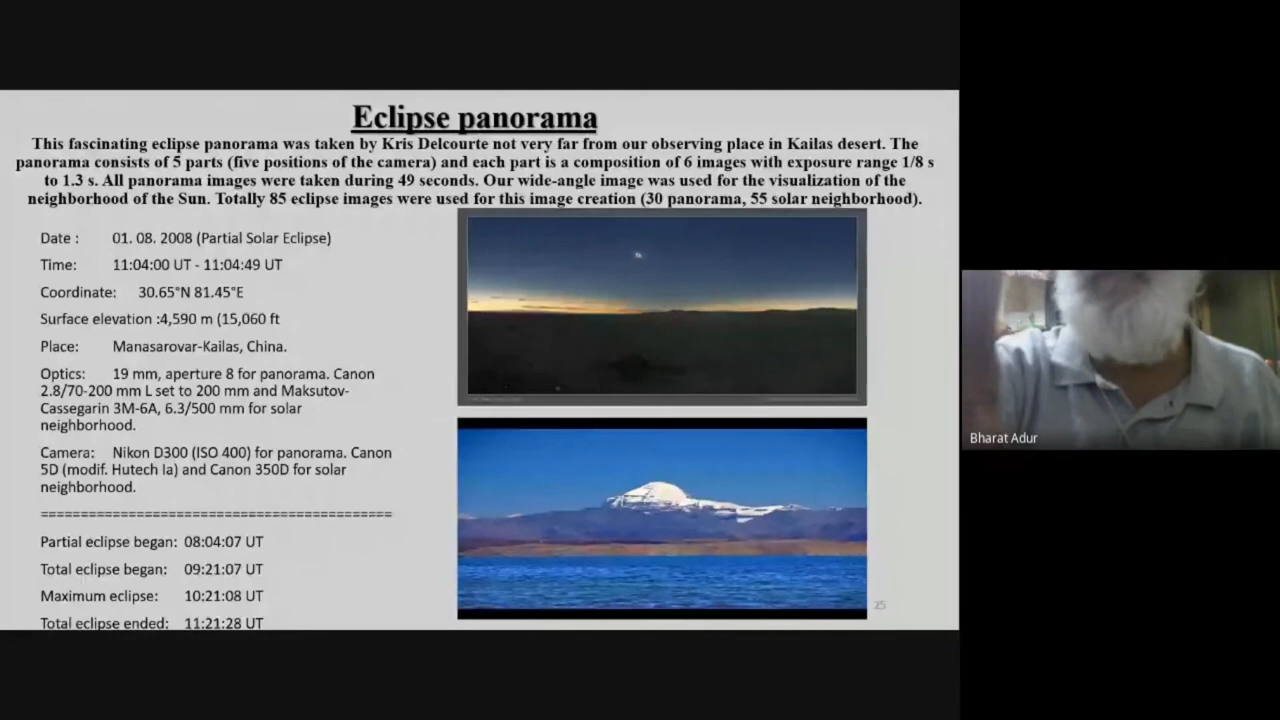 Eclipse panorama
This fascinating eclipse panorama was taken by Kris Delcourte not very far from our observing place in Kailas desert. The
panorama consists of 5 parts (five positions of the camera) and each part is a composition of 6 images with exposure range 1/8 s
to 1.3 s. All panorama images were taken during 49 seconds. Our wide-angle image was used for the visualization of the
neighborhood of the Sun. Totally 85 eclipse images were used for this image creation (30 panorama, 55 solar neighborhood).
Date : 01. 08. 2008 (Partial Solar Eclipse)
Time: 11:04:00 UT - 11:04:49 UT
Coordinate: 30.65°N 81.45°E
Surface elevation :4,590 m (15,060 ft
Place: Manasarovar-Kailas, China.
Optics: 19 mm, aperture 8 for panorama. Canon
2.8/70-200 mm L set to 200 mm and Maksutov-
Cassegarin 3M-6A, 6.3/500 mm for solar
neighborhood.
Camera: Nikon D300 (ISO 400) for panorama. Canon
5D (modif. Hutech Ia) and Canon 350D for solar
neighborhood.
============================================
Partial eclipse began: 08:04:07 UT
Total eclipse began: 09:21:07 UT
Maximum eclipse: 10:21:08 UT
Total eclipse ended: 11:21:28 UT
25
Bharat Adur